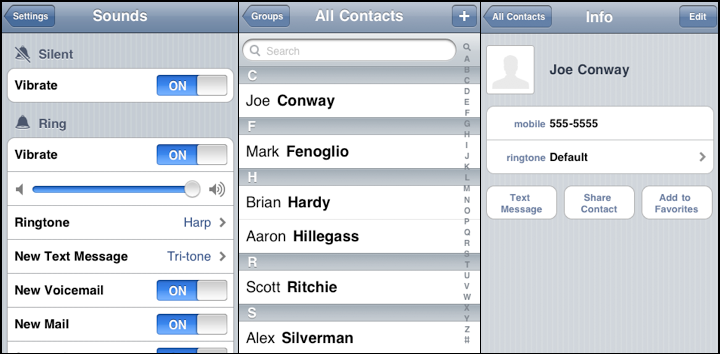 Settings
Sounds
Silent
Vibrate ON
Ring
Vibrate ON
Ringtone Harp
New Text Message Tri-tone
New Voicemail ON
New Mail ON
Groups
All Contacts
+
Search
C
Joe Conway
F
Mark Fenoglio
H
Brian Hardy
Aaron Hillegass
R
Scott Ritchie
S
Alex Silverman
A
B
C
D
E
F
G
H
I
J
K
L
M
N
O
P
Q
R
S
T
U
V
W
X
Y
Z
#
All Contacts
Info
Edit
Joe Conway
mobile 555-5555
ringtone Default
Text
Message
Share
Contact
Add to
Favorites